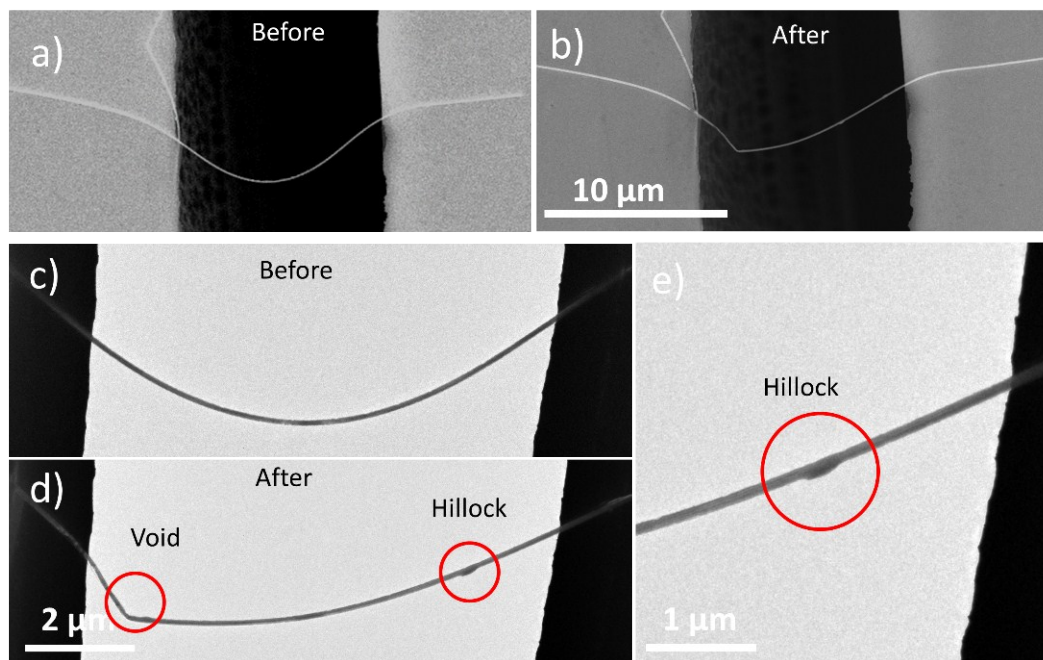 a)
Before
b)
After
10 µm
c)
Before
d)
After
Void
Hillock
2 µm
e)
Hillock
1 µm